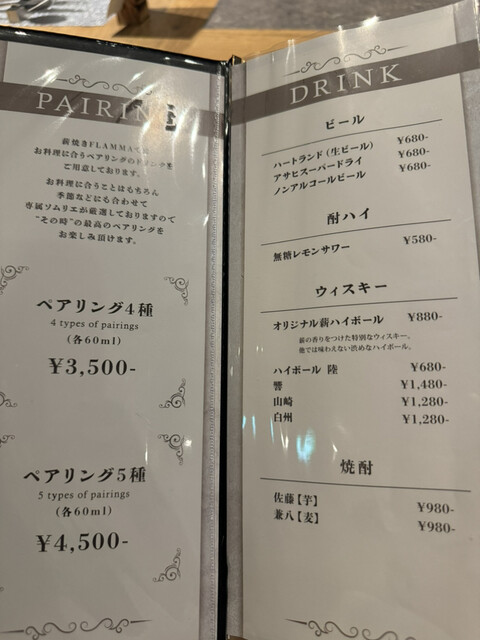 PAIRING
薪焼きFLAMMAでは
お料理に合うペアリングのドリンクを
ご用意しております。
お料理に合うことはもちろん
季節などにも合わせて
専属ソムリエが厳選しておりますので
“その時”の最高のペアリングを
お楽しみ頂けます。
ペアリング4種
4 types of pairings
(各60ml)
¥3,500-
ペアリング5種
5 types of pairings
(各60ml)
¥4,500-
DRINK
ビール
ハートランド(生ビール) ¥680-
アサヒスーパードライ ¥680-
ノンアルコールビール ¥680-
酎ハイ
無糖レモンサワー ¥580-
ウィスキー
オリジナル薪ハイボール ¥880-
薪の香りをつけた特別なウィスキー。
他では味わえない渋めなハイボール。
ハイボール 陸 ¥680-
響 ¥1,480-
山崎 ¥1,280-
白州 ¥1,280-
焼酎
佐藤【芋】 ¥980-
兼八【麦】 ¥980-